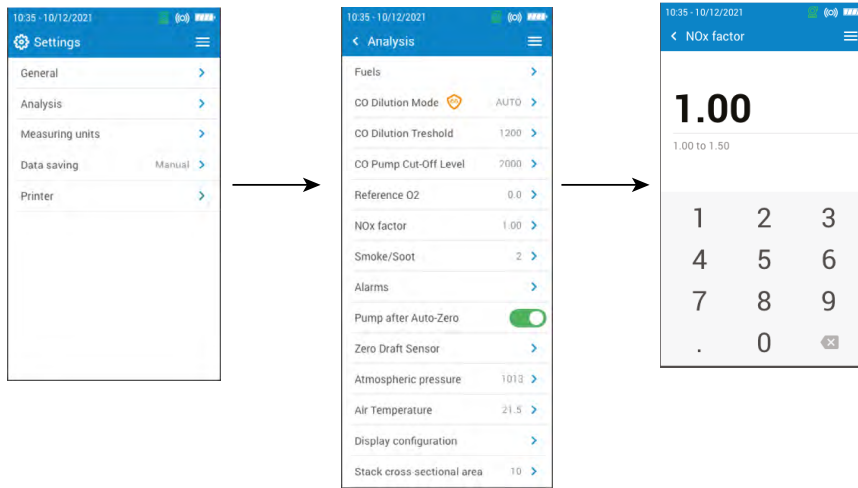 10:35 - 10/12/2021
Settings
General
Analysis
Measuring units
Data saving Manual
Printer
10:35 - 10/12/2021
Analysis
Fuels
CO Dilution Mode AUTO
CO Dilution Treshold 1200
CO Pump Cut-Off Level 2000
Reference O2 0.0
NOx factor 1.00
Smoke/Soot 2
Alarms
Pump after Auto-Zero
Zero Draft Sensor
Atmospheric pressure 1013
Air Temperature 21.5
Display configuration
Stack cross sectional area 10
10:35 - 10/12/2021
NOx factor
1.00
1.00 to 1.50
1 2 3
4 5 6
7 8 9
. 0